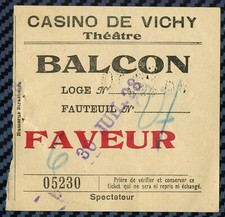 CASINO DE VICHY
Théâtre
BALCON
LOGE N°
FAUTEUIL
FAVEUR
05230
Prière de vérifier et conserver ce
ticket qui ne sera ni repris ni échangé.
Spectateur